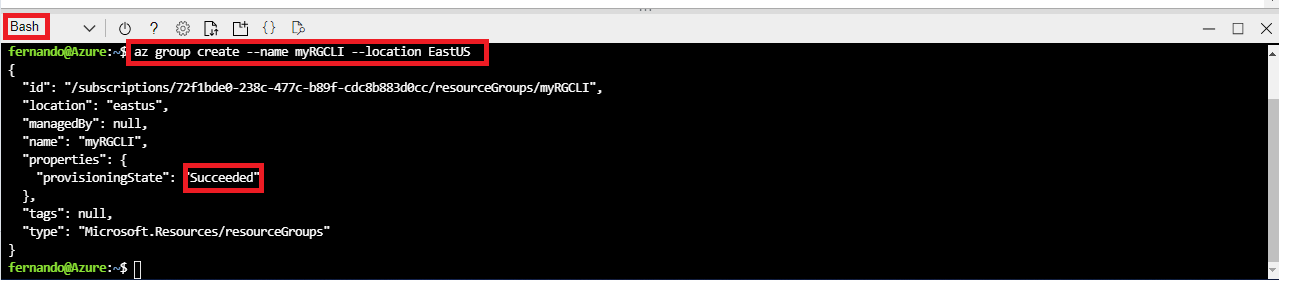 Bash
fernando@Azure:~$ az group create --name myRGCLI --location EastUS
{
  "id": "/subscriptions/72f1bde0-238c-477c-b89f-cdc8b883d0cc/resourceGroups/myRGCLI",
  "location": "eastus",
  "managedBy": null,
  "name": "myRGCLI",
  "properties": {
    "provisioningState": "Succeeded"
  },
  "tags": null,
  "type": "Microsoft.Resources/resourceGroups"
}
fernando@Azure:~$